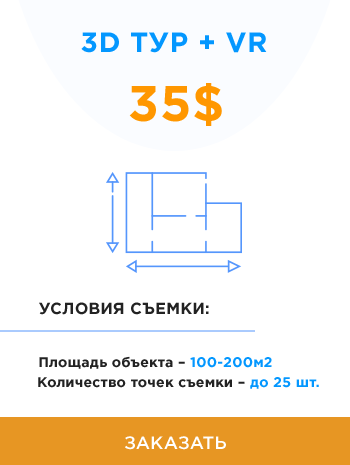 3D ТУР + VR
35$
УСЛОВИЯ СЪЕМКИ:
Площадь объекта – 100-200м2
Количество точек съемки – до 25 шт.
ЗАКАЗАТЬ